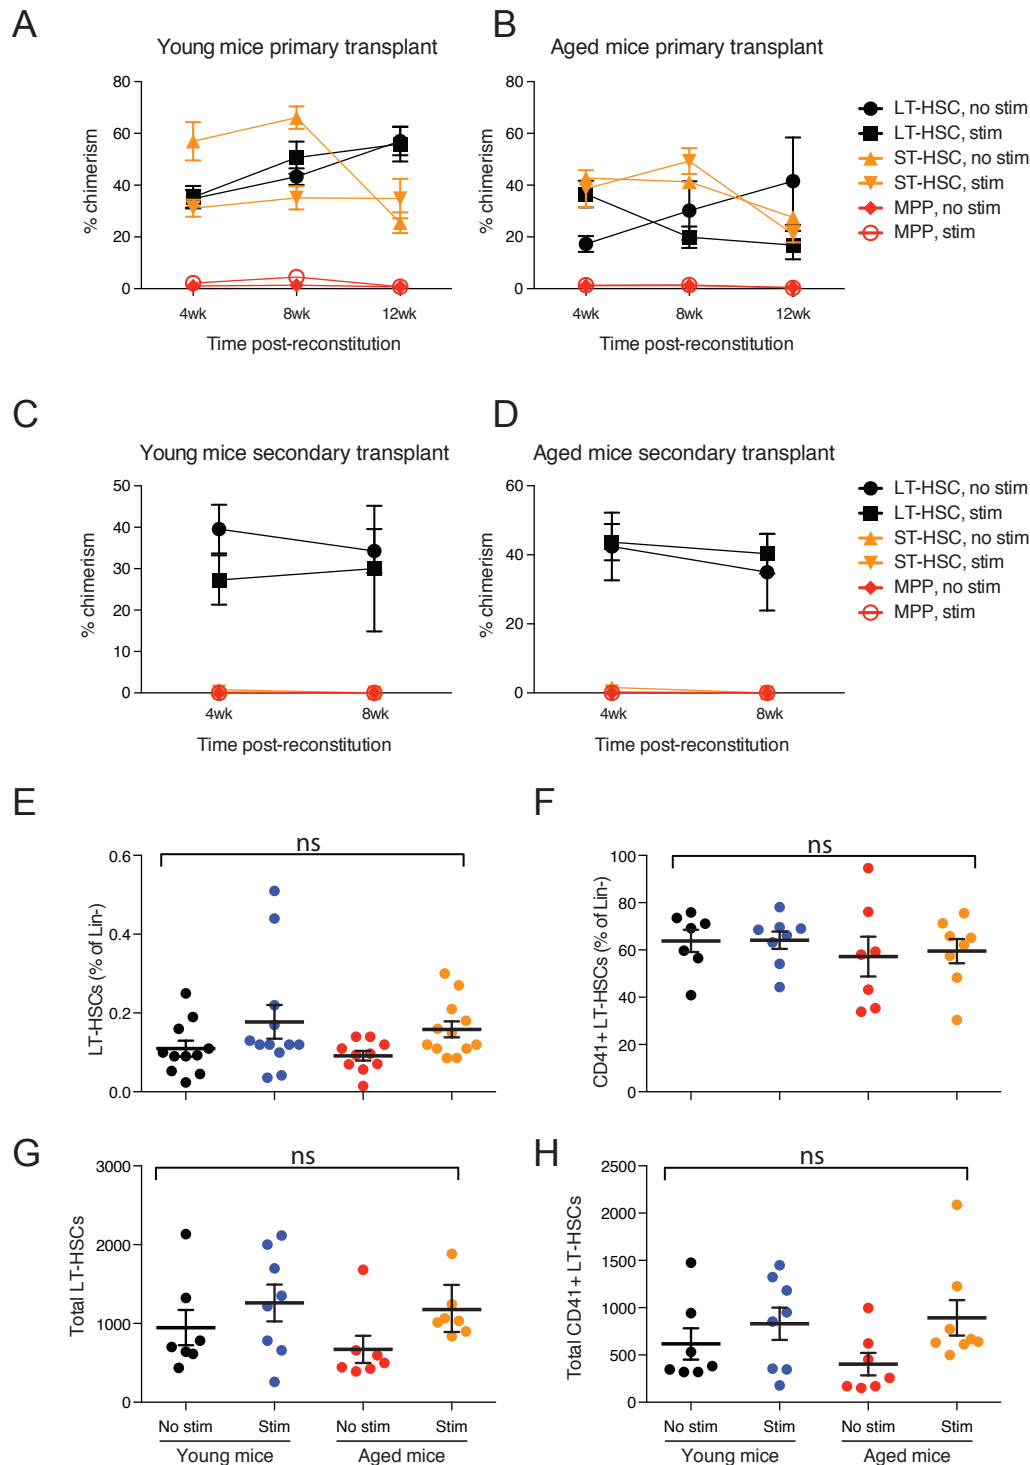 A
Young mice primary transplant
% chimerism
80
60
40
20
0
4wk
8wk
12wk
Time post-reconstitution
B
Aged mice primary transplant
% chimerism
80
60
40
20
0
4wk
8wk
12wk
Time post-reconstitution
LT-HSC, no stim
LT-HSC, stim
ST-HSC, no stim
ST-HSC, stim
MPP, no stim
MPP, stim
C
Young mice secondary transplant
% chimerism
50
40
30
20
10
0
4wk
8wk
Time post-reconstitution
D
Aged mice secondary transplant
% chimerism
60
40
20
0
4wk
8wk
Time post-reconstitution
LT-HSC, no stim
LT-HSC, stim
ST-HSC, no stim
ST-HSC, stim
MPP, no stim
MPP, stim
E
ns
LT-HSCs (% of Lin-)
0.6
0.4
0.2
0.0
F
ns
CD41+ LT-HSCs (% of Lin-)
100
80
60
40
20
0
G
ns
Total LT-HSCs
3000
2000
1000
0
No stim
Stim
No stim
Stim
Young mice
Aged mice
H
ns
Total CD41+ LT-HSCs
2500
2000
1500
1000
500
0
No stim
Stim
No stim
Stim
Young mice
Aged mice